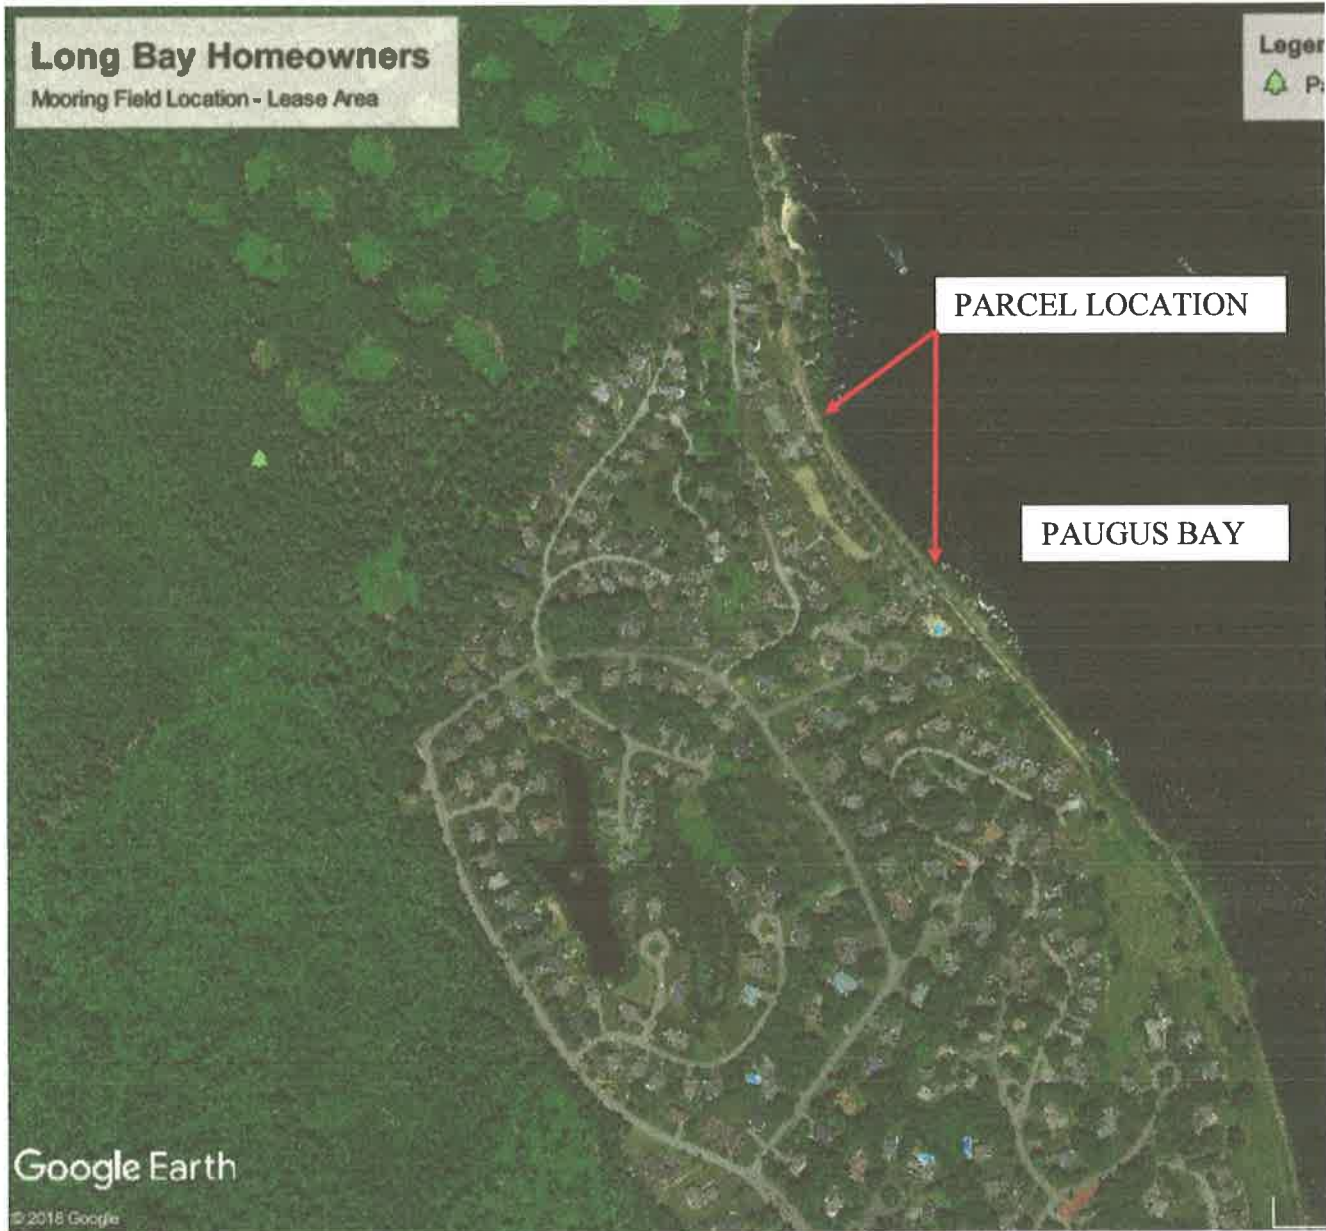 Long Bay Homeowners
Mooring Field Location - Lease Area
PARCEL LOCATION
PAUGUS BAY
Google Earth
© 2018 Google